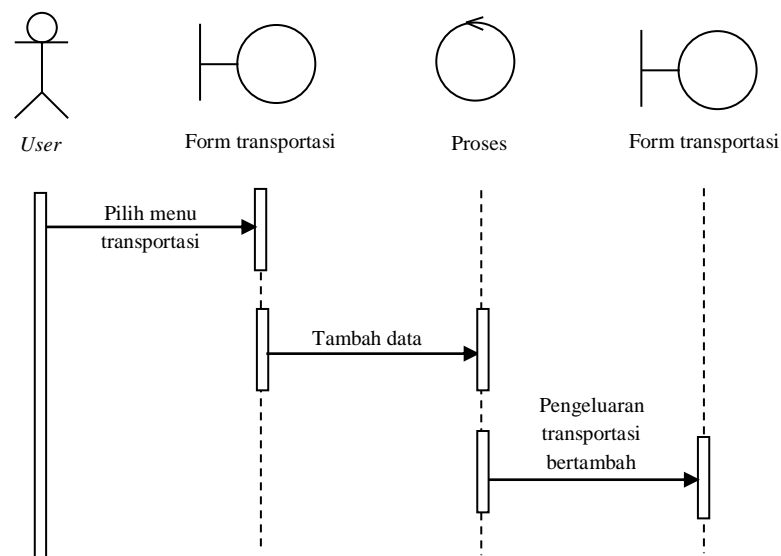 User
Form transportasi
Proses
Form transportasi
Pilih menu
transportasi
Tambah data
Pengeluaran
transportasi
bertambah